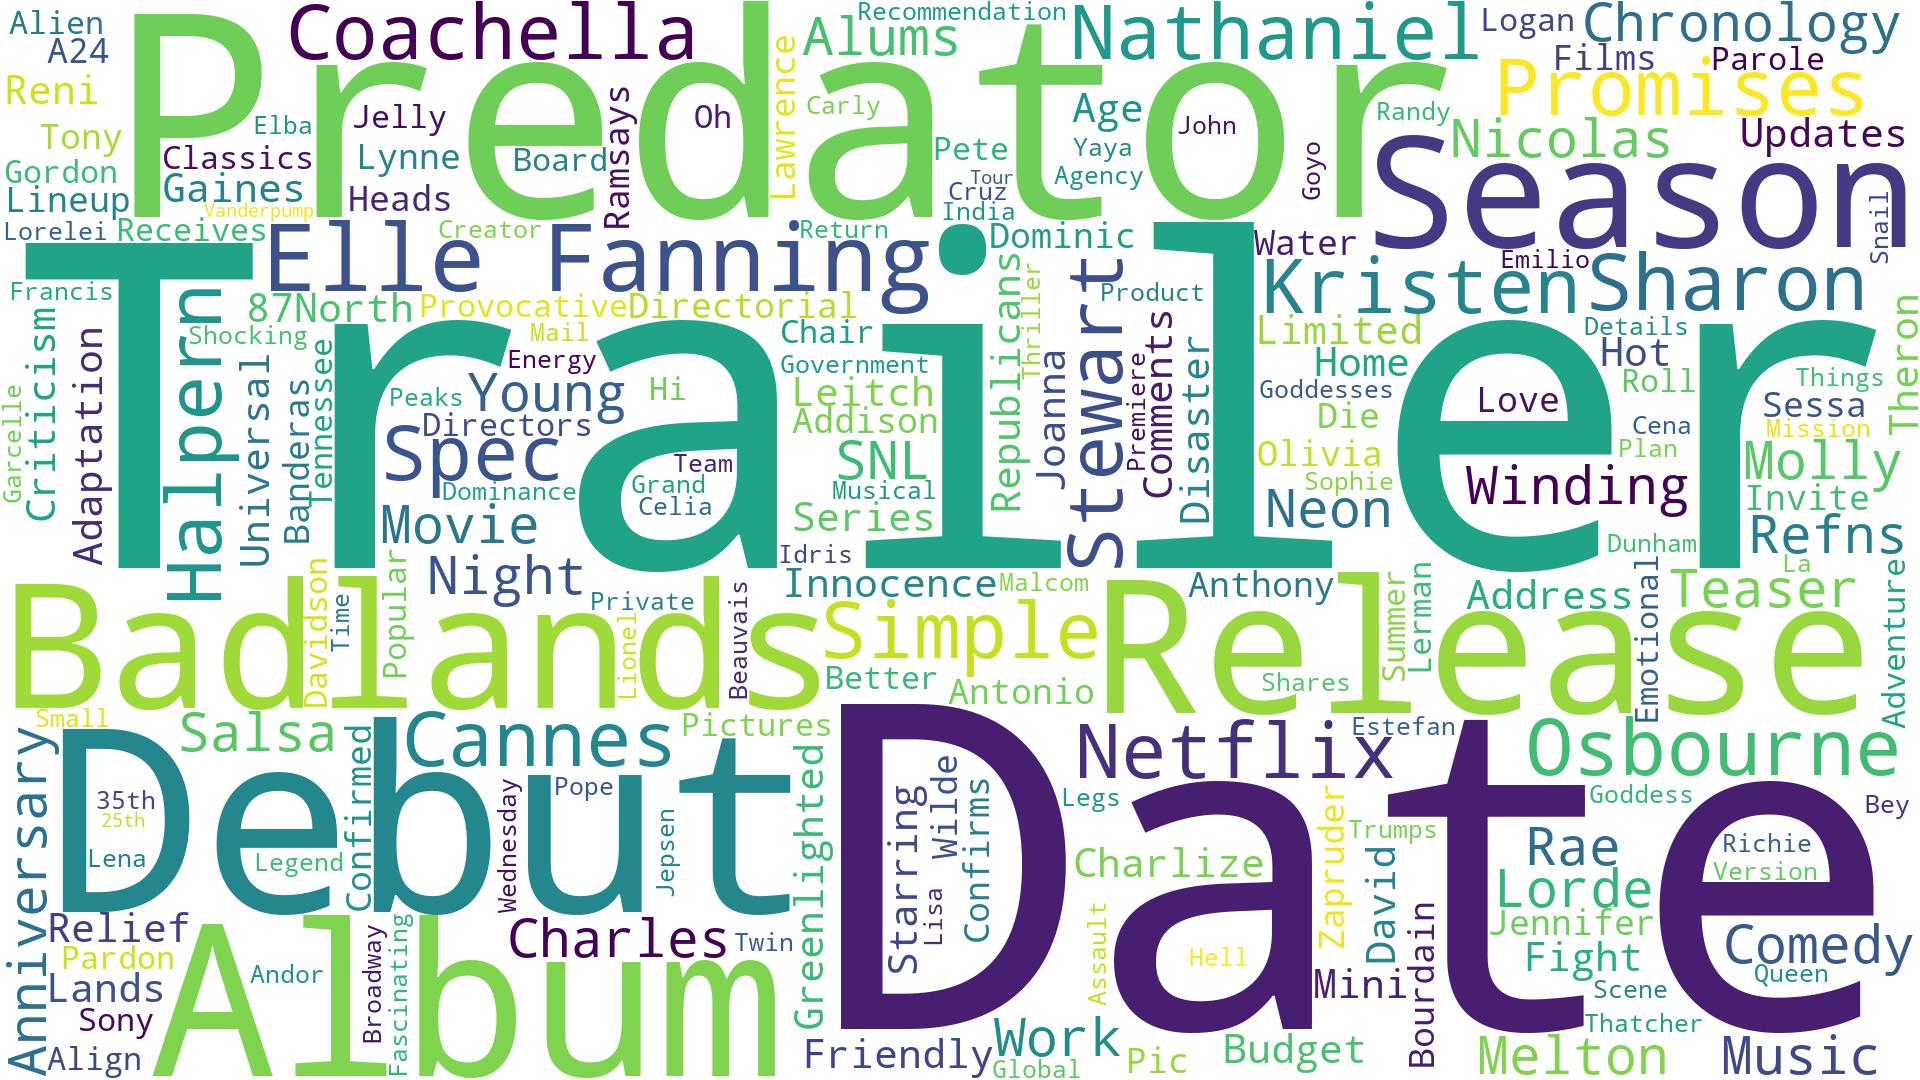 Alien
A24
Coachella
Recommendation
Alums
Nathaniel
Logan
Chronology
Films
Parole
Reni
Predator
Promises
Tony
Elba
Jelly
Ramsays
Oh
Lawrence
Carly
Age
John
Randy
Nicolas
Updates
Classics
Lynne
Board
Pete
Yaya
Goyo
Season
Gordon
Gaines
Heads
Tour
Cruz
Agency
Lineup
Vanderpump
India
Snail
Lorelei
Receives
Elle Fanning
Creator
Return
Dominic
Water
Emilio
Francis
Trailer
Halpern
87North
Provocative
Directorial
Republicans
Thriller
Stewart
Product
Kristen
Sharon
Shocking
Mail
Chair
Limited
Details
Theron
Criticism
Adaptation
Universal
Banderas
Tennessee
Energy
Government
Joanna
Premiere
Comments
Disaster
Home
Hot
Garcelle
Peaks
Young
Hi
Leitch
Goddesses
Roll
Things
Directors
Addison
Die
Love
Sessa
Spec
Team
SNL
Olivia
Cena
Mission
Plan
Dominance
Grand
Musical
Sophie
Winding
Molly
Celia
Series
Neon
Invite
Movie
Idris
Dunham
Refns
Night
Popular
Innocence
Malcom
Anthony
Summer
Lerman
Address
Emotional
La
Teaser
Adventure
Badlands
Davidson
Time
Private
Lionel
Beauvais
Simple
Release
Better
Antonio
Shares
Small
Salsa
Confirmed
Cannes
Pictures
Date
Netflix
Estefan
Osbourne
Anniversary
Debut
35th
25th
Lena
Legend
Wednesday
Pope
Jepsen
Greenlighted
Starring
Wilde
Lisa
Confirms
Legs
Charlize
Zapruder
Trumps
David
Goddess
Bey
Rae
Richie
Version
Lorde
Relief
Album
Charles
Twin
Assault
Hell
Bourdain
Jennifer
Comedy
Pardon
Andor
Broadway
Fascinating
Fight
Queen
Lands
Mini
Scene
Sony
Thatcher
Align
Friendly
Work
Global
Pic
Budget
Melton
Music